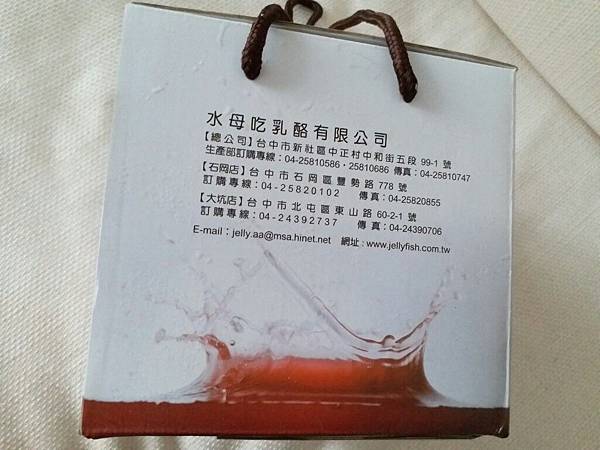 水母吃乳酪有限公司
【總公司】台中市新社區中正村中和街五段 99-1 號
生產部訂購專線：04-25810586・25810686 傳真：04-25810747
【石岡店】台中市石岡區豐勢路 778 號
訂購專線：04-25820102 傳真：04-25820855
【大坑店】台中市北屯區東山路 60-2-1 號
訂購專線：04-24392737 傳真：04-24390706
E-mail：jelly.aa@msa.hinet.net 網址：www.jellyfish.com.tw